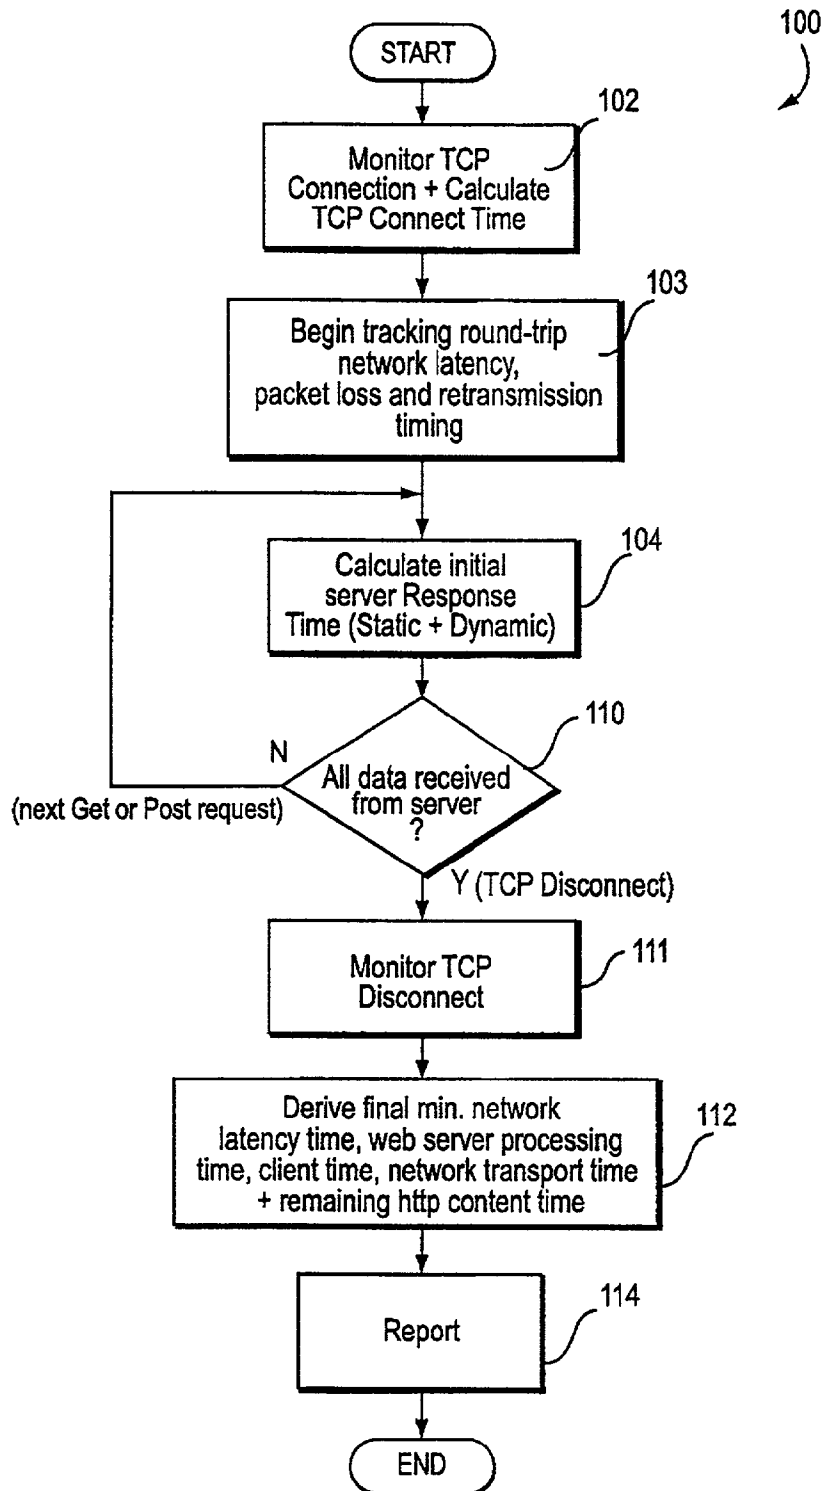 100
START
102
Monitor TCP
Connection + Calculate
TCP Connect Time
103
Begin tracking round-trip
network latency,
packet loss and retransmission
timing
104
Calculate initial
server Response
Time (Static + Dynamic)
110
N
All data received
from server
?
(next Get or Post request)
Y (TCP Disconnect)
111
Monitor TCP
Disconnect
112
Derive final min. network
latency time, web server processing
time, client time, network transport time
+ remaining http content time
114
Report
END